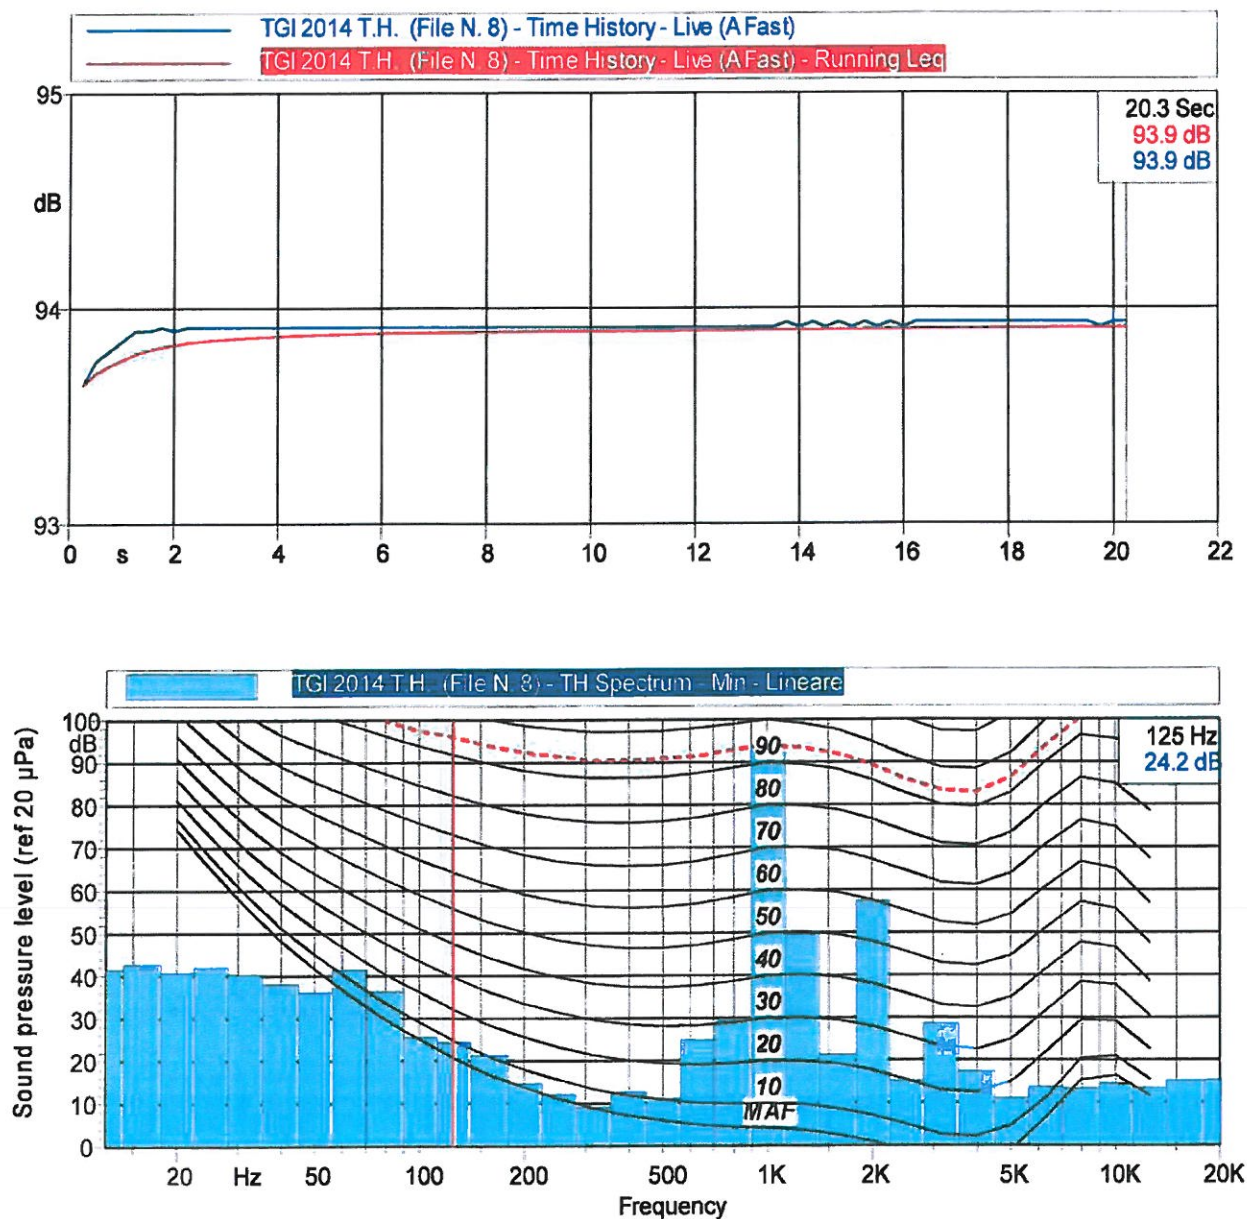 TGI 2014 T.H. (File N. 8) - Time History - Live (A Fast)
TGI 2014 T.H. (File N. 8) - Time History - Live (A Fast) - Running Leq
95
20.3 Sec
93.9 dB
93.9 dB
dB
94
93
0 s 2 4 6 8 10 12 14 16 18 20 22
TGI 2014 T.H. (File N. 8) - TH Spectrum - Min - Lineare
Sound pressure level (ref 20 µPa)
100
dB
125 Hz
24.2 dB
90 90
80 80
70 70
60 60
50 50
40 40
30 30
20 20
10 10
MAF
0
20 Hz 50 100 200 500 1K 2K 5K 10K 20K
Frequency